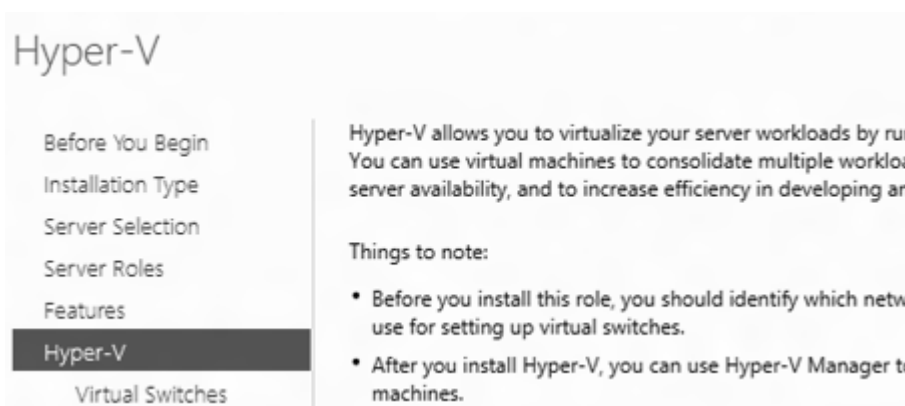 Hyper-V
Before You Begin
Installation Type
Server Selection
Server Roles
Features
Hyper-V
Virtual Switches
Hyper-V allows you to virtualize your server workloads by
You can use virtual machines to consolidate multiple
server availability, and to increase efficiency in developing
Things to note:
• Before you install this role, you should identify which
use for setting up virtual switches.
• After you install Hyper-V, you can use Hyper-V Manager
machines.